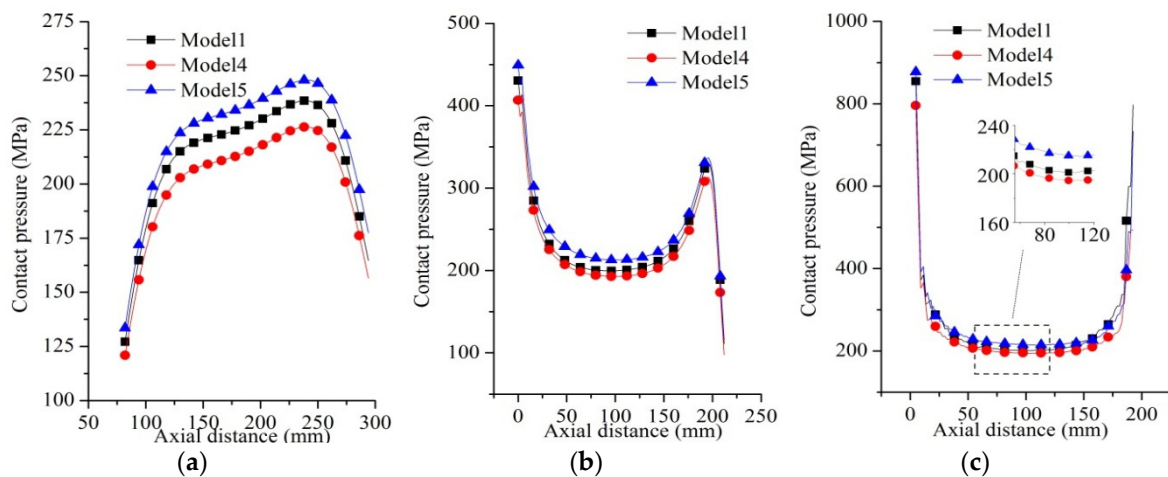 275
250
225
200
175
150
125
100
Contact pressure (MPa)
Model1
Model4
Model5
50 100 150 200 250 300
Axial distance (mm)
(a)
500
400
300
200
100
Contact pressure (MPa)
Model1
Model4
Model5
0 50 100 150 200 250
Axial distance (mm)
(b)
1000
800
600
400
200
Contact pressure (MPa)
Model1
Model4
Model5
240
200
160
80 120
0 50 100 150 200
Axial distance (mm)
(c)